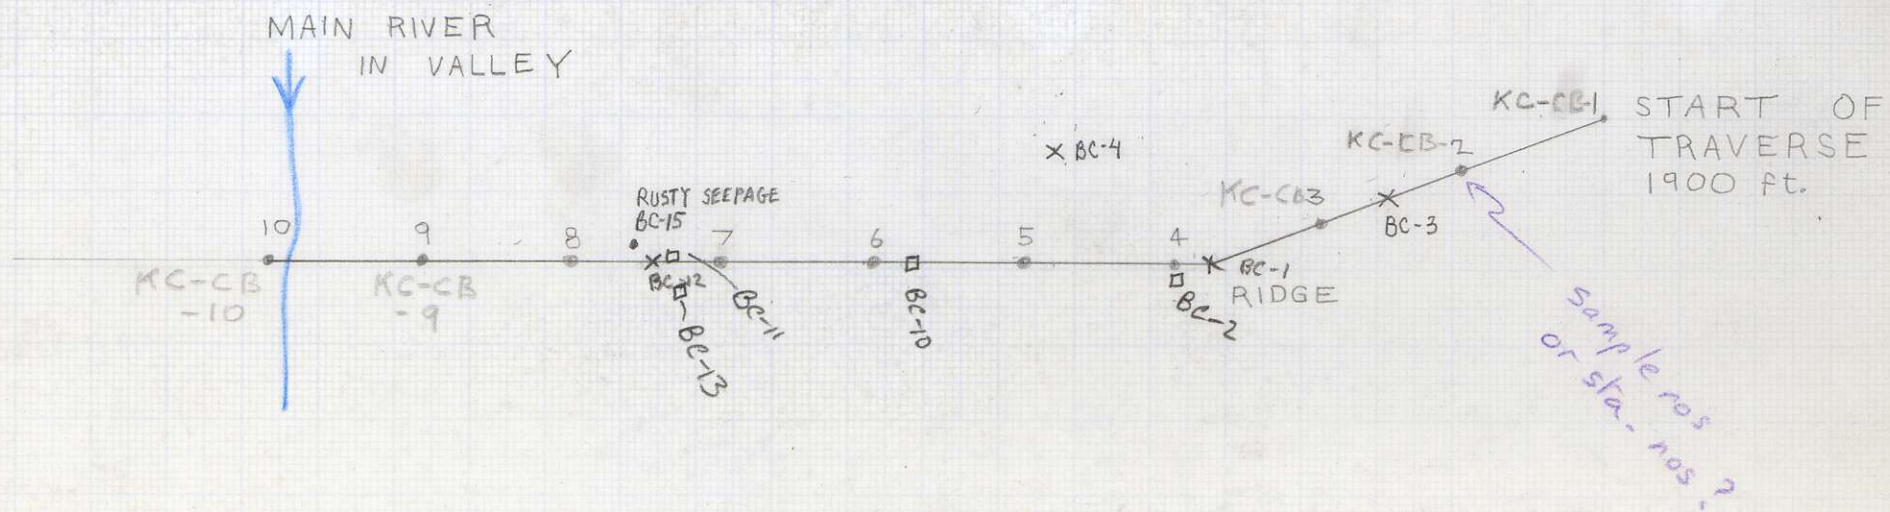 MAIN RIVER
IN VALLEY
KC-CB-1 START OF
TRAVERSE
1900 ft.
KC-CB-2
BC-4
KC-CB3
RUSTY SEEPAGE
BC-15
BC-3
10 9 8 7 6 5 4
BC-1
RIDGE
KC-CB
-10
KC-CB
-9
BC-12
BC-11
BC-13
BC-10
BC-2
sample nos
or sta. nos?